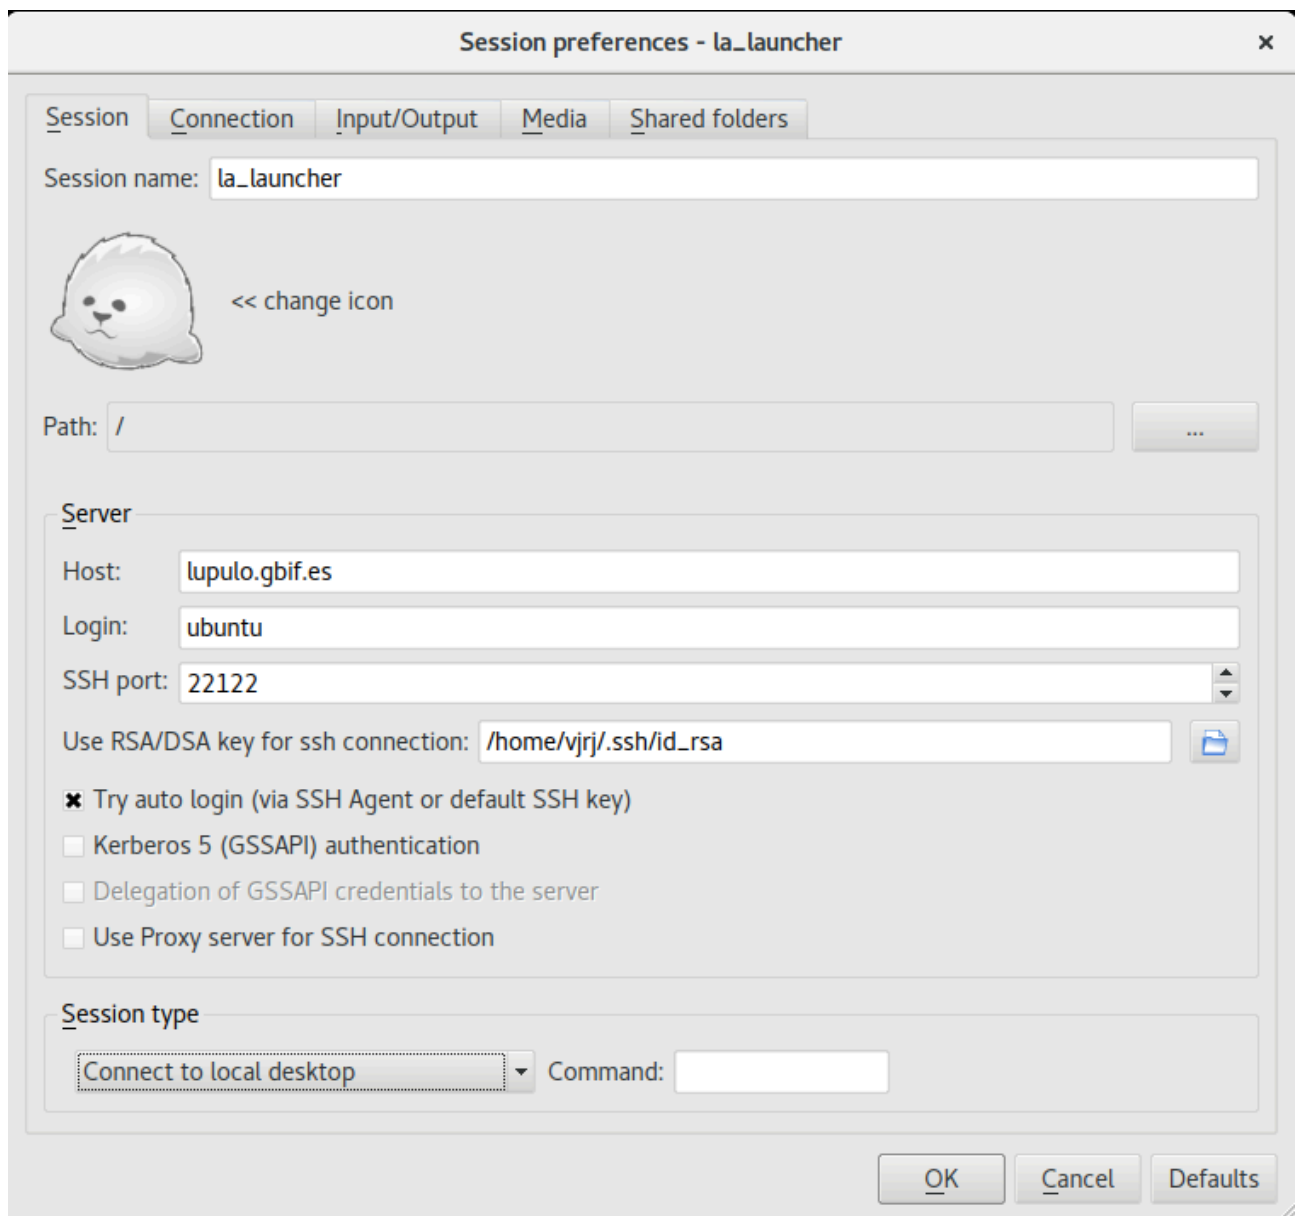 Session preferences - la_launcher ×
Session Connection Input/Output Media Shared folders
Session name: la_launcher
<< change icon
Path: / ...
Server
Host: lupulo.gbif.es
Login: ubuntu
SSH port: 22122
Use RSA/DSA key for ssh connection: /home/vjrj/.ssh/id_rsa
Try auto login (via SSH Agent or default SSH key)
Kerberos 5 (GSSAPI) authentication
Delegation of GSSAPI credentials to the server
Use Proxy server for SSH connection
Session type
Connect to local desktop Command:
OK Cancel Defaults